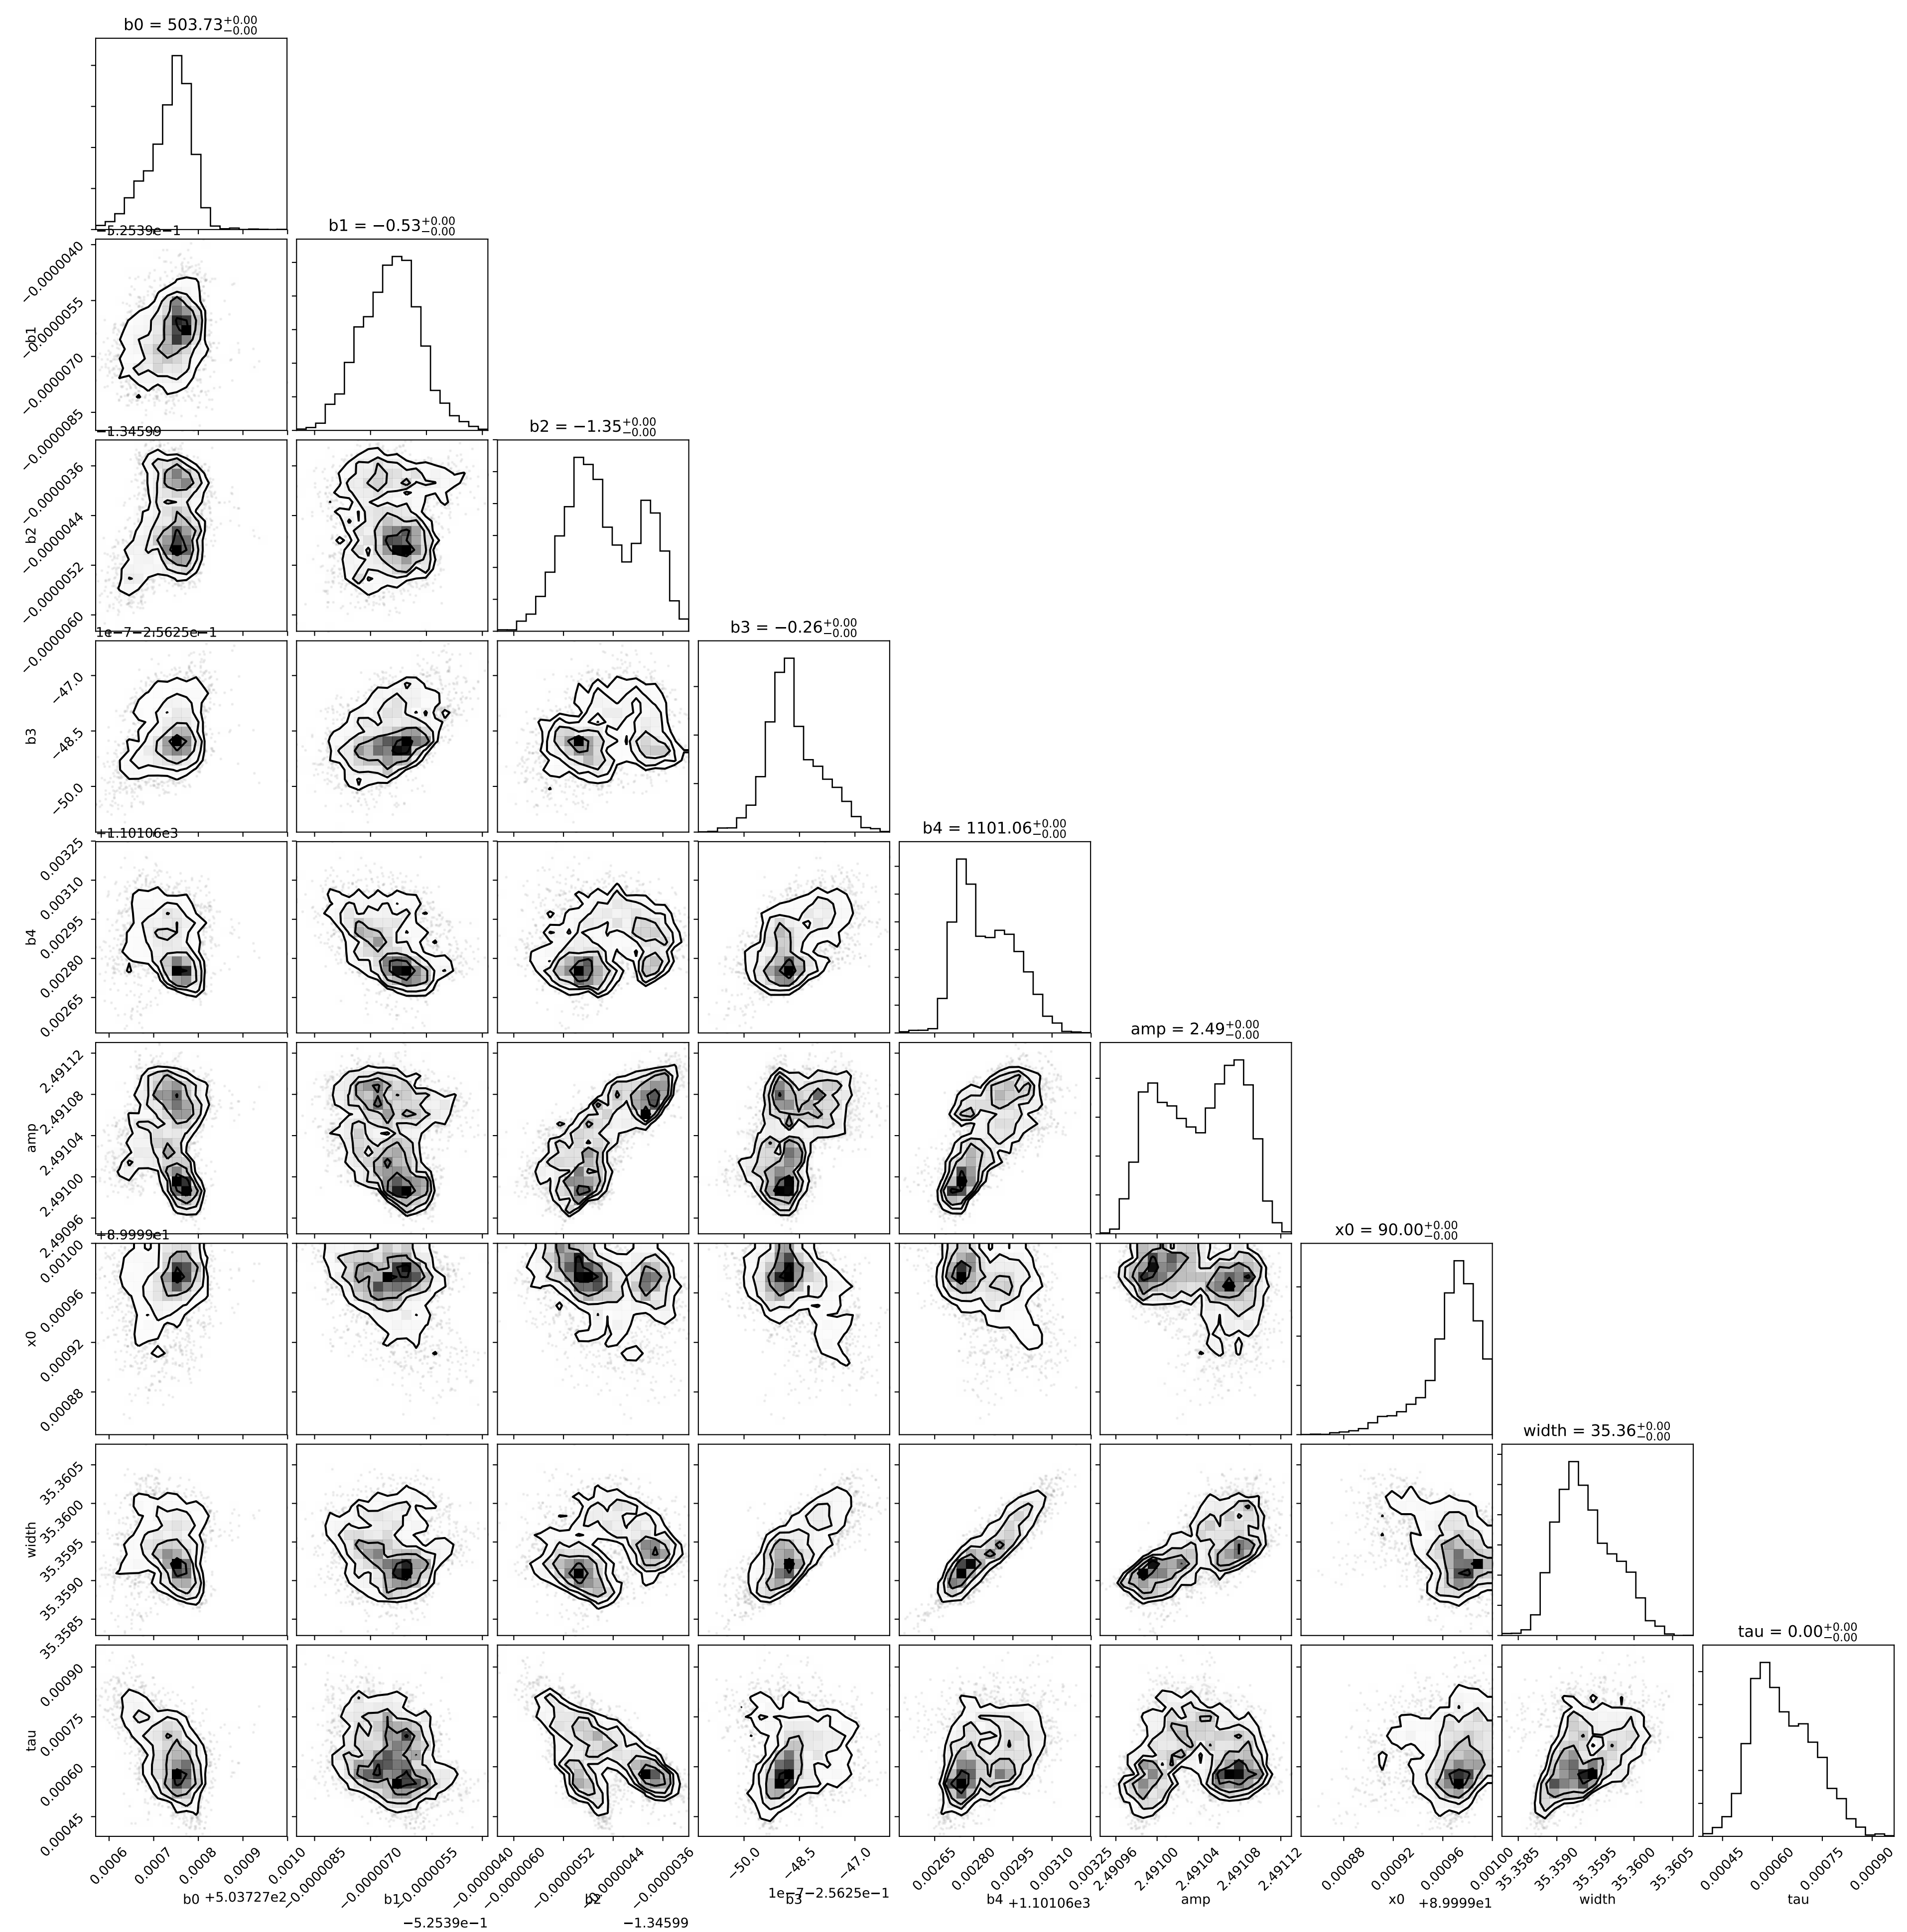 b0 = 503.73+0.00−0.00
−5.2539e−1
b1 = −0.53+0.00−0.00
−0.0000040
−0.0000055
−0.0000070
−0.0000085
b1
−1.34599
b2 = −1.35+0.00−0.00
−0.0000036
−0.0000044
−0.0000052
−0.0000060
b2
1e−7−2.5625e−1
b3 = −0.26+0.00−0.00
−47.0
−48.5
−50.0
b3
+1.10106e3
b4 = 1101.06+0.00−0.00
0.00325
0.00310
0.00295
0.00280
0.00265
b4
amp = 2.49+0.00−0.00
2.49112
2.49108
2.49104
2.49100
2.49096
amp
+8.9999e1
x0 = 90.00+0.00−0.00
0.00100
0.00096
0.00092
0.00088
x0
width = 35.36+0.00−0.00
35.3605
35.3600
35.3595
35.3590
35.3585
width
tau = 0.00+0.00−0.00
0.00090
0.00075
0.00060
0.00045
tau
0.0006 0.0007 0.0008 0.0009 0.0010
b0 +5.03727e2
−0.0000085 −0.0000070 −0.0000055 −0.0000040
b1
−5.2539e−1
−0.0000060 −0.0000052 −0.0000044 −0.0000036
b2
−1.34599
−50.0 −48.5 −47.0
b3 1e−7−2.5625e−1
0.00265 0.00280 0.00295 0.00310 0.00325
b4 +1.10106e3
2.49096 2.49100 2.49104 2.49108 2.49112
amp
0.00088 0.00092 0.00096 0.00100
x0 +8.9999e1
35.3585 35.3590 35.3595 35.3600 35.3605
width
0.00045 0.00060 0.00075 0.00090
tau